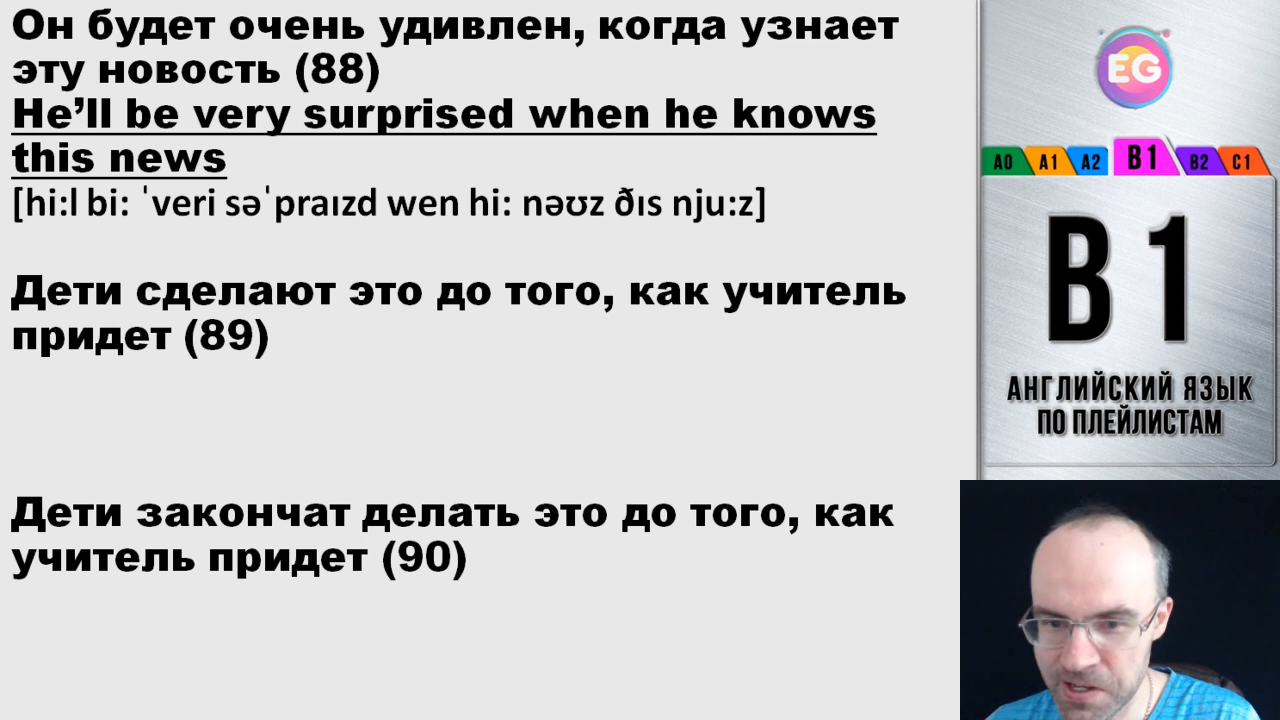 Он будет очень удивлен, когда узнает
эту новость (88)
He’ll be very surprised when he knows
this news
[hi:l bi: ˈveri səˈpraɪzd wen hi: nəʊz ðɪs nju:z]
Дети сделают это до того, как учитель
придет (89)
Дети закончат делать это до того, как
учитель придет (90)
EG
A0 A1 A2 B1 B2 C1
B1
АНГЛИЙСКИЙ ЯЗЫК
ПО ПЛЕЙЛИСТАМ